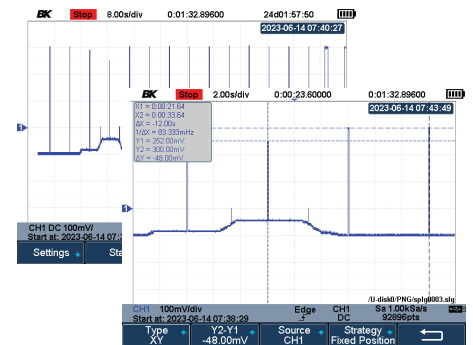 BK Stop 8.00s/div 0:01:32.89600 24d01:57:50
2023-06-14 07:40:27
1
CH1 DC 100mV/
Start at: 2023-06-14 07:
Settings
BK Stop 2.00s/div 0:00:23.60000 0:01:32.89600
2023-06-14 07:43:49
X1 = 0:00:21.64
X2 = 0:00:33.64
ΔX = -12.00s
1/ΔX = 83.333mHz
Y1 = 252.00mV
Y2 = 300.00mV
ΔY = -48.00mV
1
/U-disk0/PNG/splg0003.slg
CH1 100mV/div Edge CH1 Sa 1.00kSa/s
Start at: 2023-06-14 07:38:29 DC 92896pts
Type Y2-Y1 Source Strategy
XY -48.00mV CH1 Fixed Position